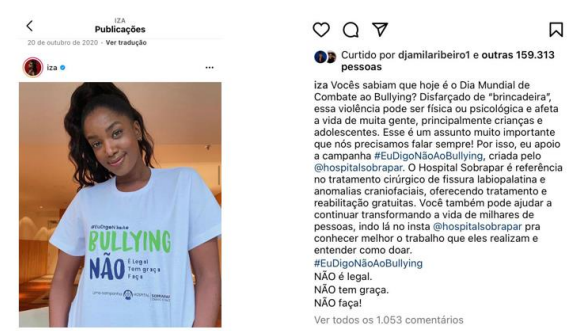 IZA
Publicações
20 de outubro de 2020 · Ver tradução
iza
#EuDigoNãoAo
BULLYING
NÃO É Legal
Tem graça
Faça
Curtido por djamilaribeiro1 e outras 159.313
pessoas
iza Vocês sabiam que hoje é o Dia Mundial de
Combate ao Bullying? Disfarçado de “brincadeira”,
essa violência pode ser física ou psicológica e afeta
a vida de muita gente, principalmente crianças e
adolescentes. Esse é um assunto muito importante
que nós precisamos falar sempre! Por isso, eu apoio
a campanha #EuDigoNãoAoBullying, criada pelo
@hospitalsobrapar. O Hospital Sobrapar é referência
no tratamento cirúrgico de fissura labiopalatina e
anomalias craniofaciais, oferecendo tratamento e
reabilitação gratuitas. Você também pode ajudar a
continuar transformando a vida de milhares de
pessoas, indo lá no insta @hospitalsobrapar pra
conhecer melhor o trabalho que eles realizam e
entender como doar.
#EuDigoNãoAoBullying
NÃO é legal.
NÃO tem graça.
NÃO faça!
Ver todos os 1.053 comentários